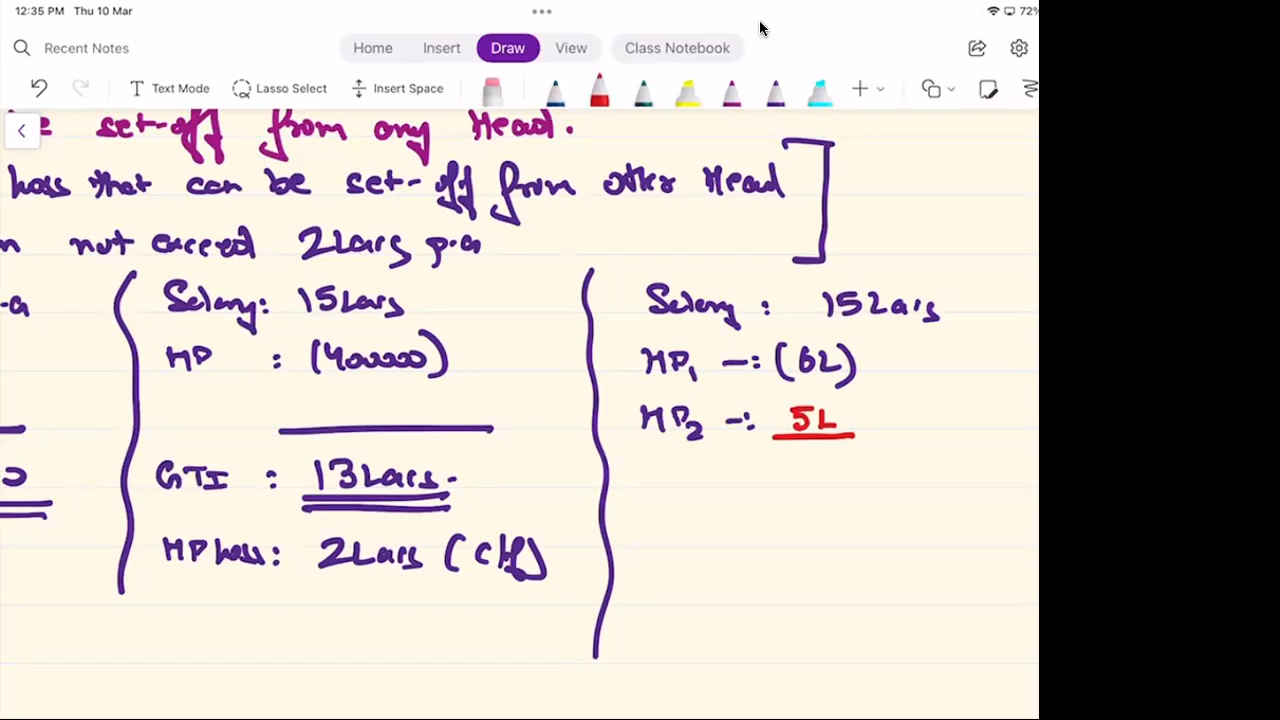 12:35 PM Thu 10 Mar
72%
Recent Notes
Home Insert Draw View Class Notebook
Text Mode Lasso Select Insert Space
set-off from any Head.
Loss that can be set-off from other Head
not exceed 2Lacs p.a
-a
Salary: 15Lacs
HP : (400000)
GTI : 13Lacs.
HP Loss: 2Lacs (c/f)
Salary : 15Lacs
HP1 -: (6L)
HP2 -: 5L